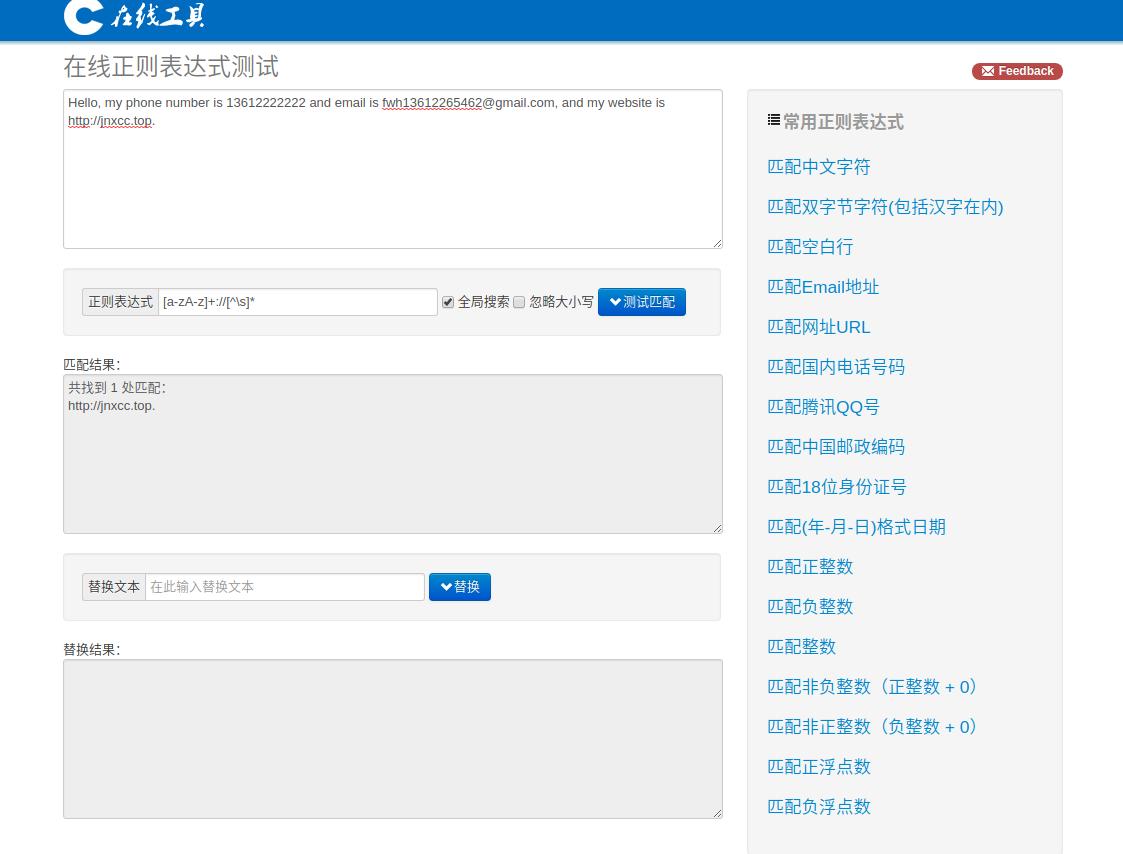 C 在线工具
在线正则表达式测试
Feedback
Hello, my phone number is 13612222222 and email is fwh13612265462@gmail.com, and my website is
http://jnxcc.top.
正则表达式 [a-zA-z]+://[^\s]* 全局搜索 忽略大小写 测试匹配
匹配结果：
共找到 1 处匹配：
http://jnxcc.top.
替换文本 在此输入替换文本 替换
替换结果：
常用正则表达式
匹配中文字符
匹配双字节字符(包括汉字在内)
匹配空白行
匹配Email地址
匹配网址URL
匹配国内电话号码
匹配腾讯QQ号
匹配中国邮政编码
匹配18位身份证号
匹配(年-月-日)格式日期
匹配正整数
匹配负整数
匹配整数
匹配非负整数（正整数 + 0）
匹配非正整数（负整数 + 0）
匹配正浮点数
匹配负浮点数